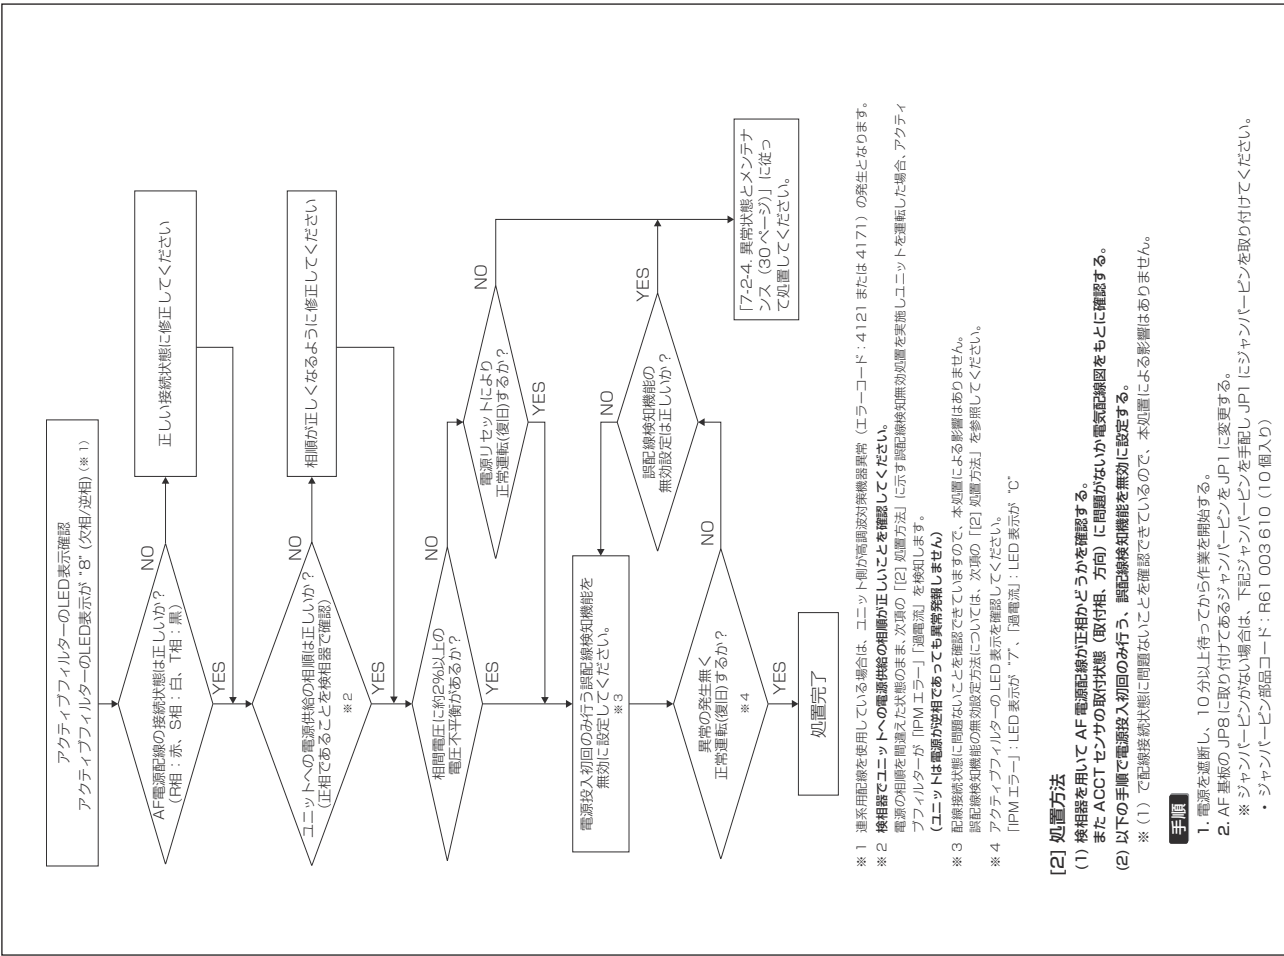 アクティブフィルターのLED表示確認
アクティブフィルターのLED表示が "8" (欠相/逆相) (※ 1)
AF電源配線の接続状態は正しいか？
(R相：赤、S相：白、T相：黒)
NO
正しい接続状態に修正してください
YES
ユニットへの電源供給の相順は正しいか？
(正相であることを検相器で確認)
※ 2
NO
相順が正しくなるように修正してください
YES
相間電圧に約2%以上の
電圧不平衡があるか？
NO
YES
電源リセットにより
正常運転(復旧)するか？
NO
YES
電源投入初回のみ行う誤配線検知機能を
無効に設定してください。
※ 3
誤配線検知機能の
無効設定は正しいか？
NO
YES
異常の発生無く
正常運転(復旧)するか？
※ 4
NO
YES
「7-2-4. 異常状態とメンテナ
ンス（30 ページ）」に従っ
て処置してください。
処置完了
※ 1 連系用配線を使用している場合は、ユニット側が高調波対策機器異常（エラーコード：4121 または 4171）の発生となります。
※ 2 検相器でユニットへの電源供給の相順が正しいことを確認してください。
電源の相順を間違えた状態のまま、次項の「[2] 処置方法」に示す誤配線検知無効処置を実施しユニットを運転した場合、アクティ
ブフィルターが「IPM エラー」「過電流」を検知します。
(ユニットは電源が逆相であっても異常発報しません)
※ 3 配線接続状態に問題ないことを確認できていますので、本処置による影響はありません。
誤配線検知機能の無効設定方法については、次項の「[2] 処置方法」を参照してください。
※ 4 アクティブフィルターの LED 表示を確認してください。
「IPM エラー」：LED 表示が "7"、「過電流」：LED 表示が "C"
[2] 処置方法
(1) 検相器を用いて AF 電源配線が正相かどうかを確認する。
また ACCT センサの取付状態（取付相、方向）に問題がないか電気配線図をもとに確認する。
(2) 以下の手順で電源投入初回のみ行う、誤配線検知機能を無効に設定する。
※（1）で配線接続状態に問題ないことを確認できているので、本処置による影響はありません。
手順
1. 電源を遮断し、10 分以上待ってから作業を開始する。
2. AF 基板の JP8 に取り付けてあるジャンパーピンを JP1 に変更する。
※ ジャンパーピンがない場合は、下記ジャンパーピンを手配し JP1 にジャンパーピンを取り付けてください。
・ジャンパーピン部品コード：R61 003 610（10 個入り）